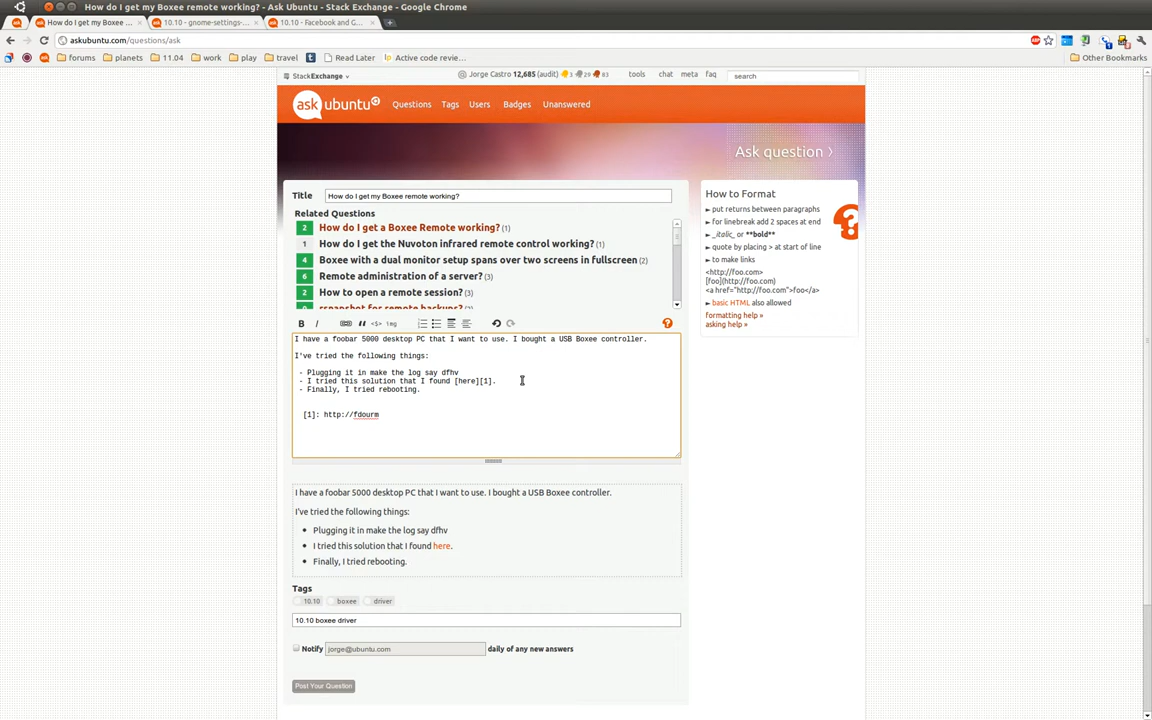 How do I get my Boxee remote working? - Ask Ubuntu - Stack Exchange - Google Chrome
How do I get my Boxee ...
10.10 - gnome-settings-...
10.10 - Facebook and G...
askubuntu.com/questions/ask
forums
planets
11.04
work
play
travel
t
Read Later
Active code revie...
Other Bookmarks
StackExchange
Jorge Castro 12,685 (audit) 3 29 83
tools chat meta faq
search
ask ubuntu
Questions Tags Users Badges Unanswered
Ask question
Title
How do I get my Boxee remote working?
Related Questions
2 How do I get a Boxee Remote working? (1)
1 How do I get the Nuvoton infrared remote control working? (1)
4 Boxee with a dual monitor setup spans over two screens in fullscreen (2)
6 Remote administration of a server? (3)
2 How to open a remote session? (3)
rsnapshot for remote backups?
B I <$> img
I have a foobar 5000 desktop PC that I want to use. I bought a USB Boxee controller.
I've tried the following things:
- Plugging it in make the log say dfhv
- I tried this solution that I found [here][1].
- Finally, I tried rebooting.
[1]: http://fdourm
I have a foobar 5000 desktop PC that I want to use. I bought a USB Boxee controller.
I've tried the following things:
• Plugging it in make the log say dfhv
• I tried this solution that I found here.
• Finally, I tried rebooting.
Tags
10.10 boxee driver
10.10 boxee driver
Notify jorge@ubuntu.com daily of any new answers
Post Your Question
How to Format
► put returns between paragraphs
► for linebreak add 2 spaces at end
► _italic_ or **bold**
► quote by placing > at start of line
► to make links
<http://foo.com>
[foo](http://foo.com)
<a href="http://foo.com">foo</a>
► basic HTML also allowed
formatting help »
asking help »